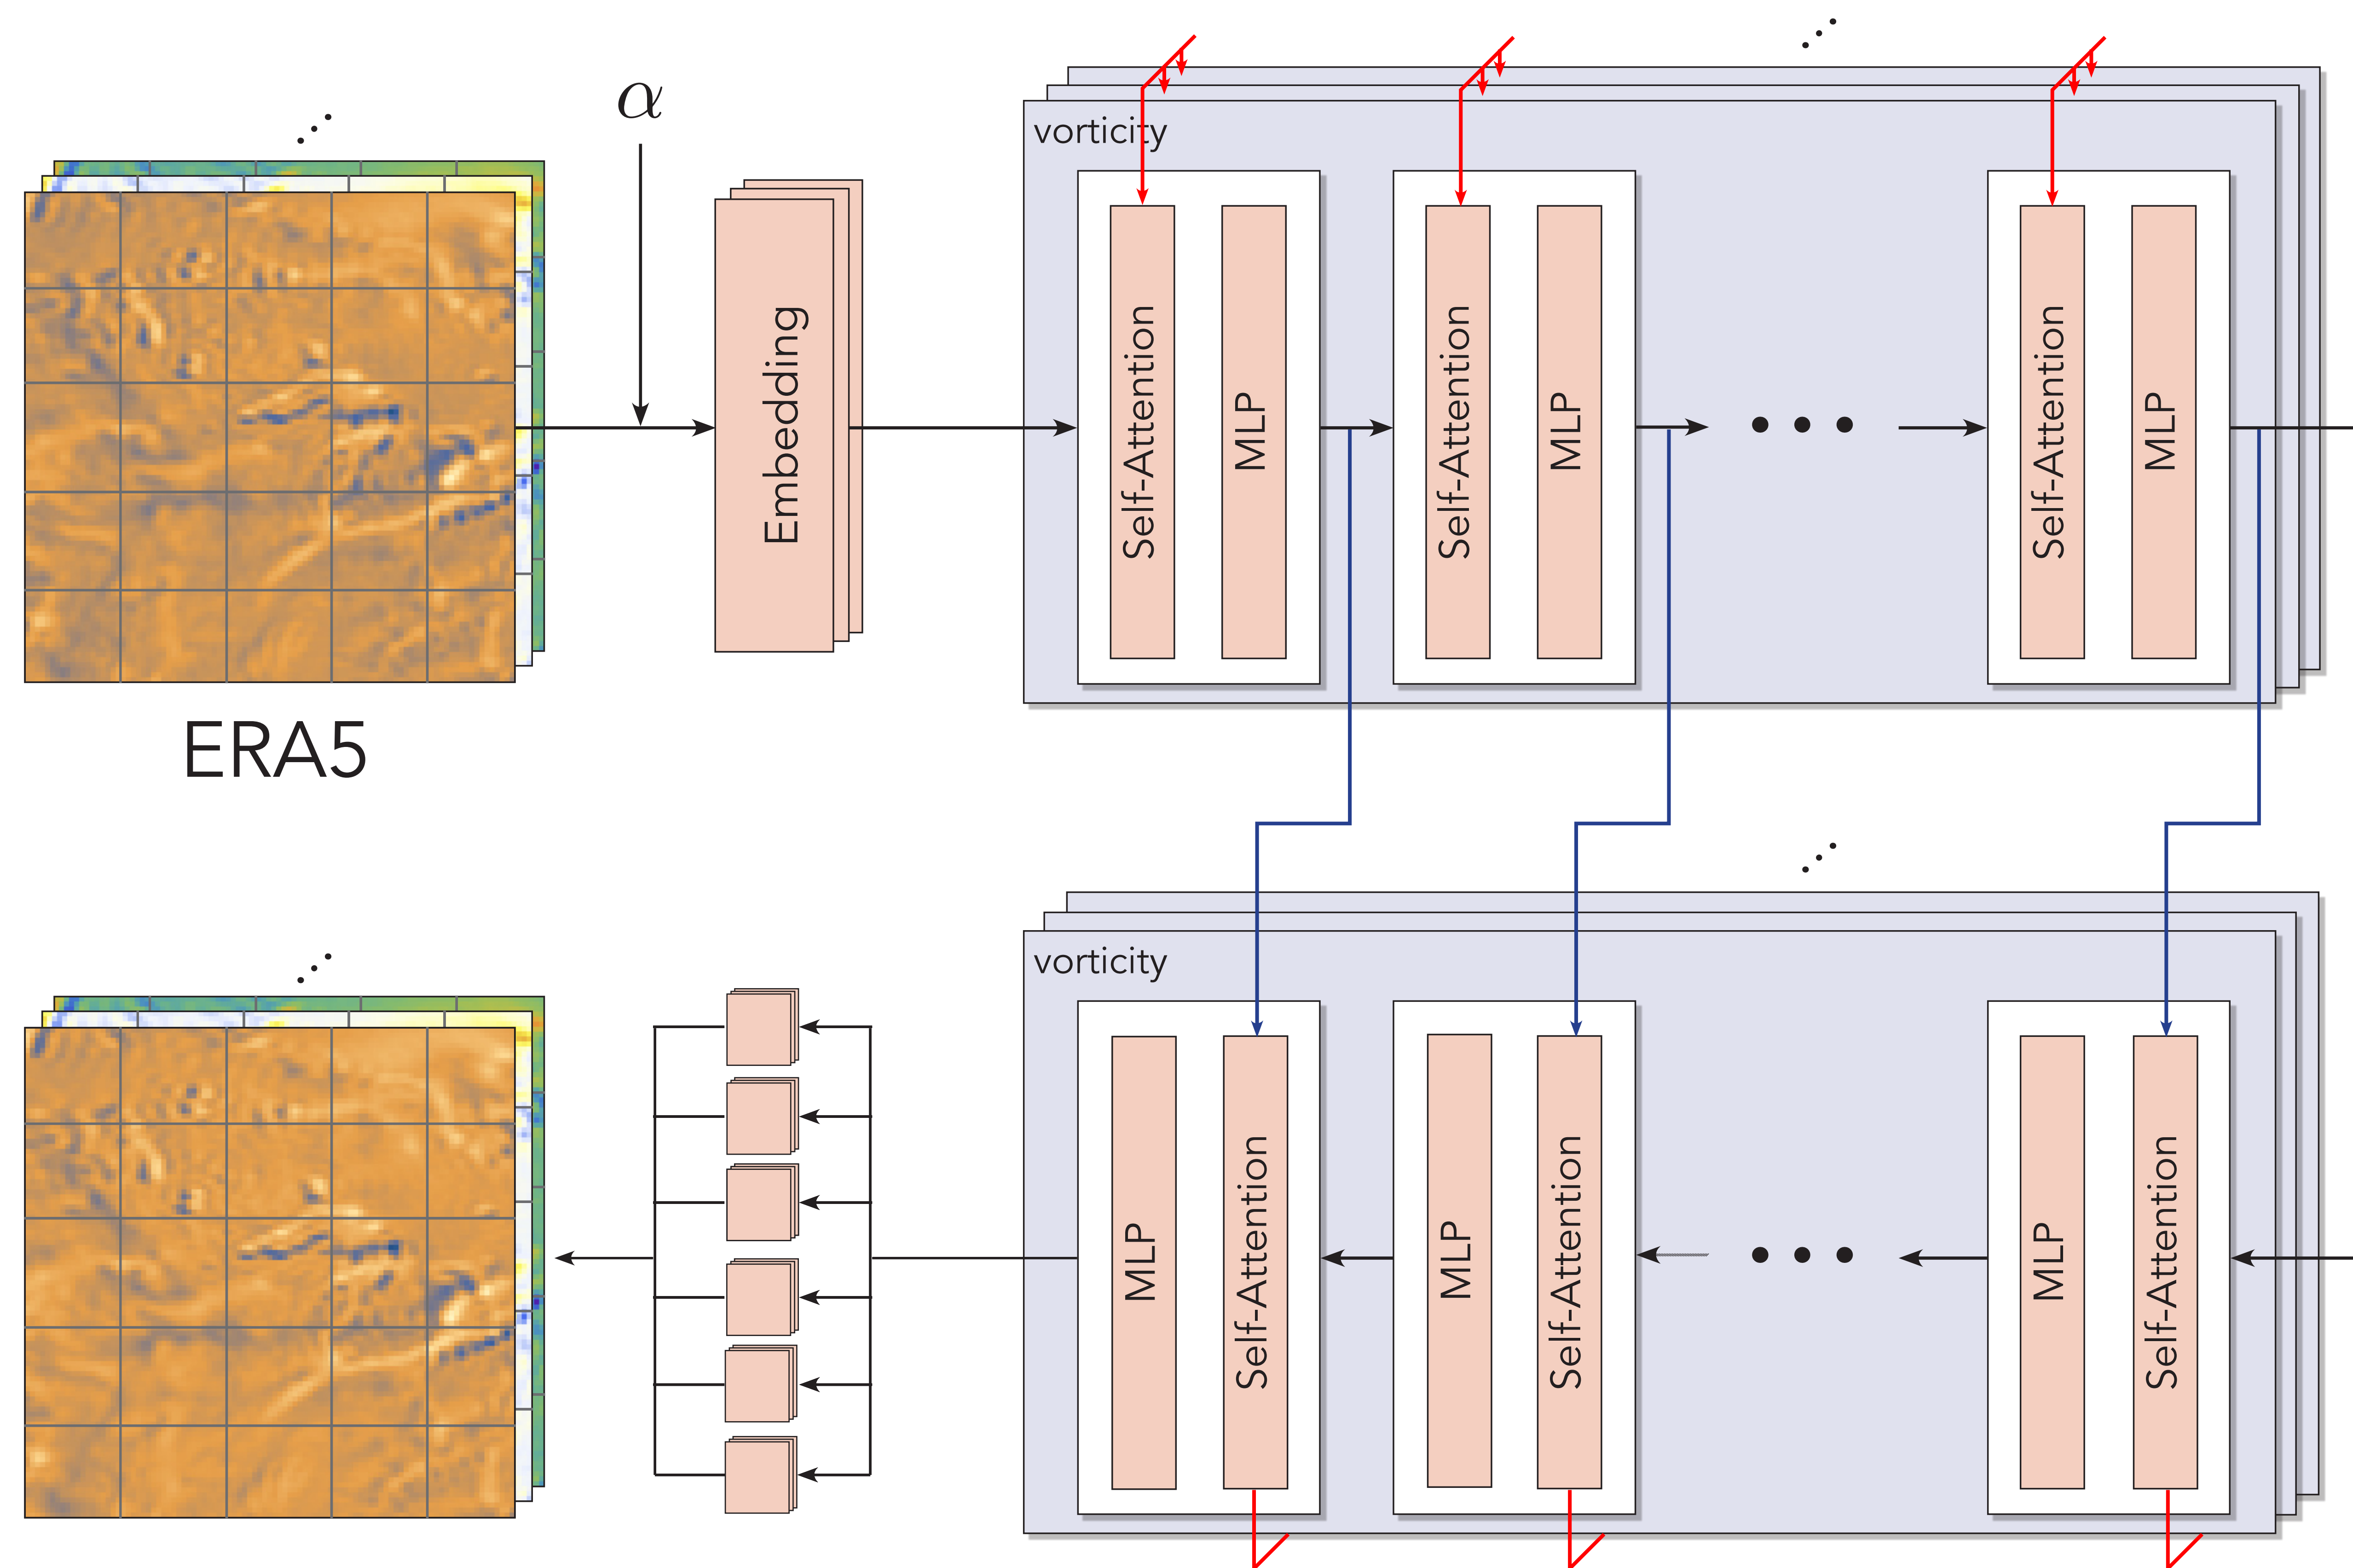 α
vorticity
Embedding
Self-Attention
MLP
Self-Attention
MLP
Self-Attention
MLP
ERA5
vorticity
MLP
Self-Attention
MLP
Self-Attention
MLP
Self-Attention